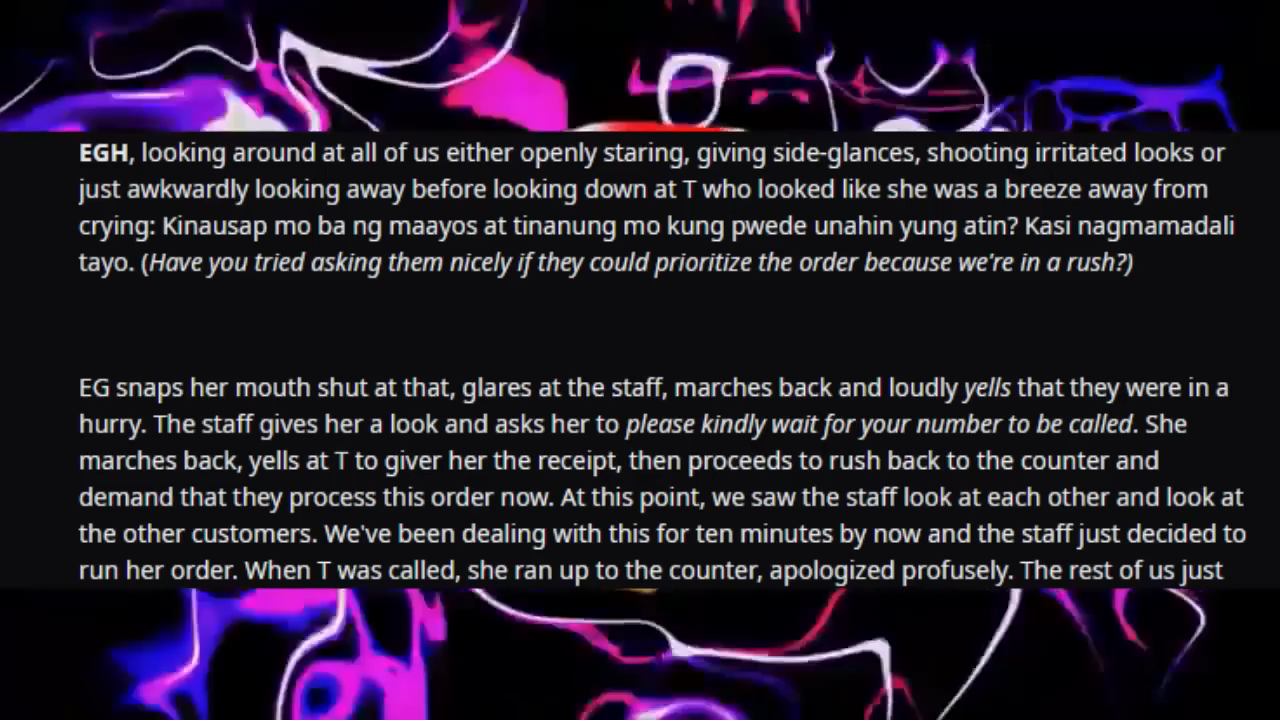 EGH, looking around at all of us either openly staring, giving side-glances, shooting irritated looks or
just awkwardly looking away before looking down at T who looked like she was a breeze away from
crying: Kinausap mo ba ng maayos at tinanung mo kung pwede unahin yung atin? Kasi nagmamadali
tayo. (Have you tried asking them nicely if they could prioritize the order because we're in a rush?)
EG snaps her mouth shut at that, glares at the staff, marches back and loudly yells that they were in a
hurry. The staff gives her a look and asks her to please kindly wait for your number to be called. She
marches back, yells at T to giver her the receipt, then proceeds to rush back to the counter and
demand that they process this order now. At this point, we saw the staff look at each other and look at
the other customers. We've been dealing with this for ten minutes by now and the staff just decided to
run her order. When T was called, she ran up to the counter, apologized profusely. The rest of us just